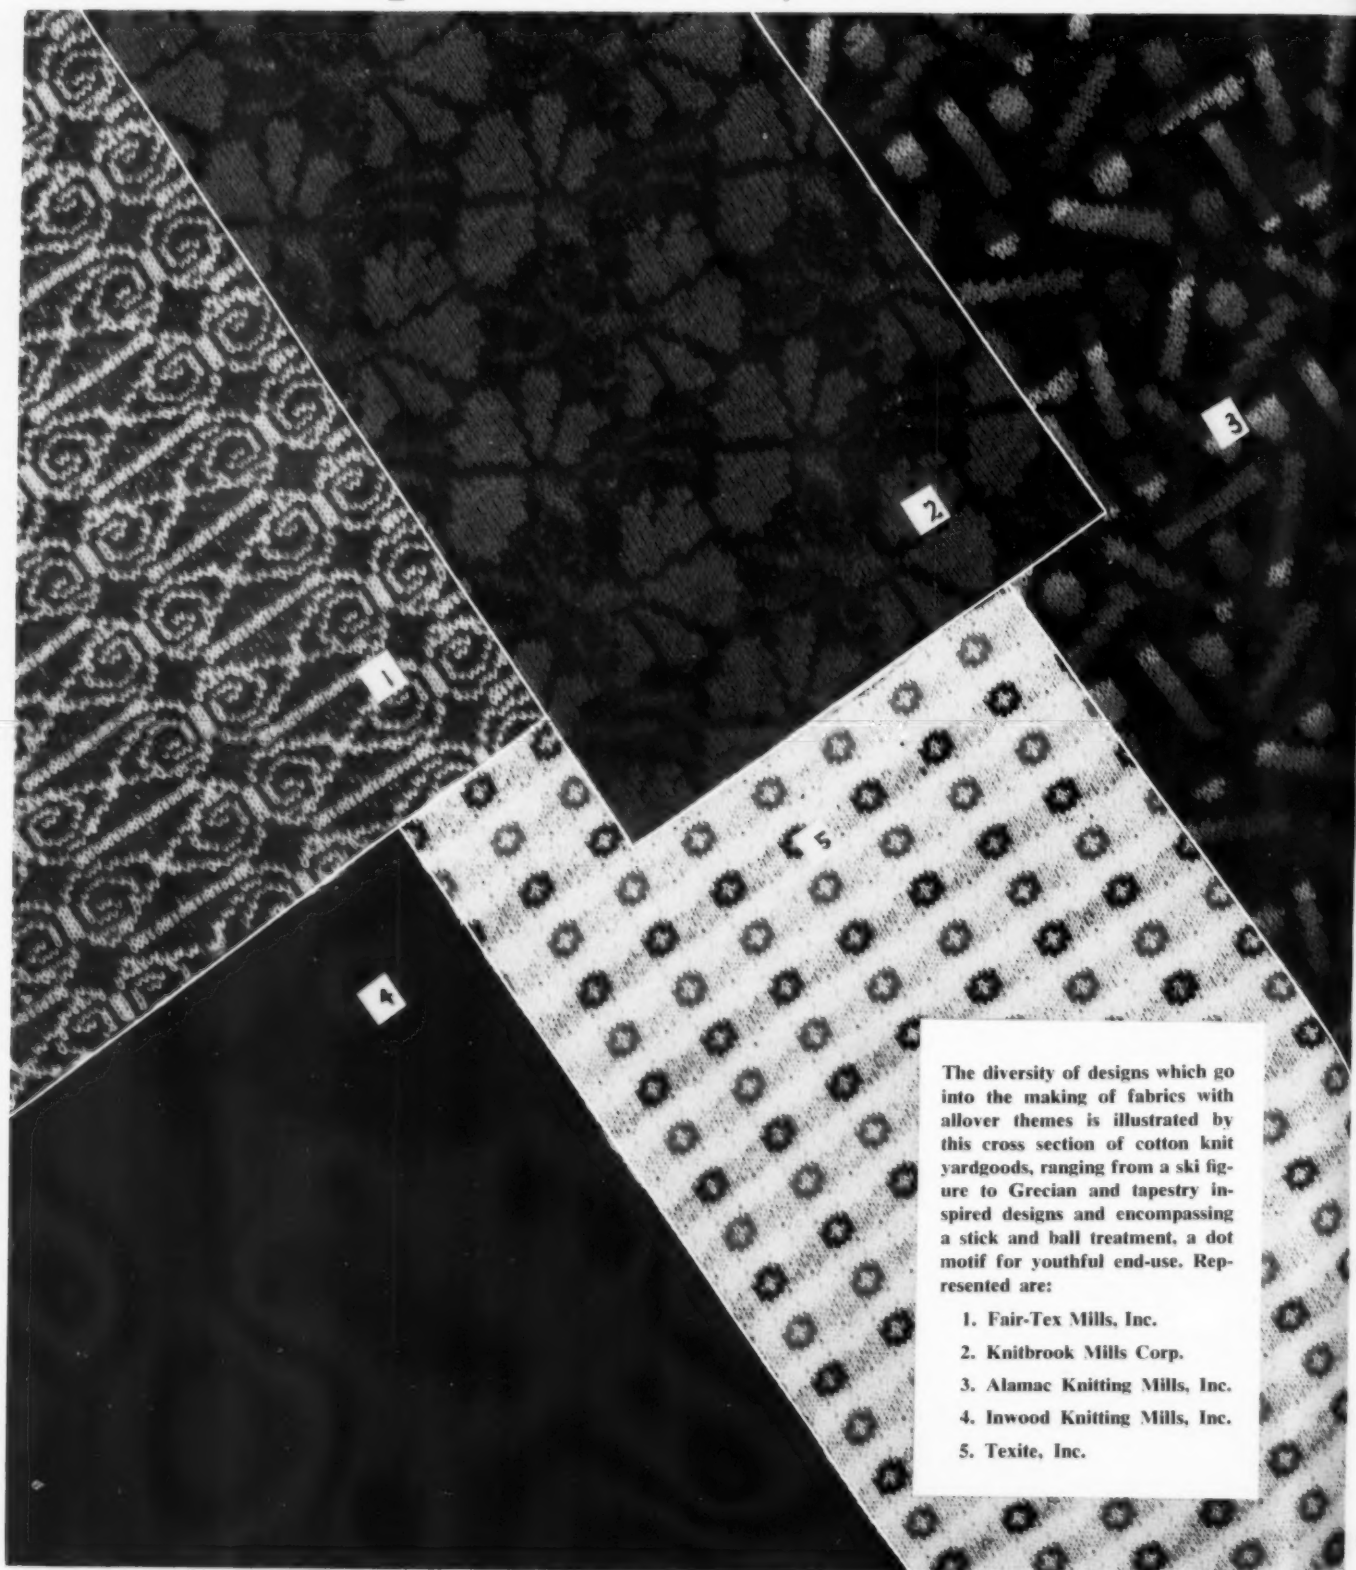 3
2
1
5
4
The diversity of designs which go
into the making of fabrics with
allover themes is illustrated by
this cross section of cotton knit
yardgoods, ranging from a ski fig-
ure to Grecian and tapestry in-
spired designs and encompassing
a stick and ball treatment, a dot
motif for youthful end-use. Rep-
resented are:
1. Fair-Tex Mills, Inc.
2. Knitbrook Mills Corp.
3. Alamac Knitting Mills, Inc.
4. Inwood Knitting Mills, Inc.
5. Texite, Inc.